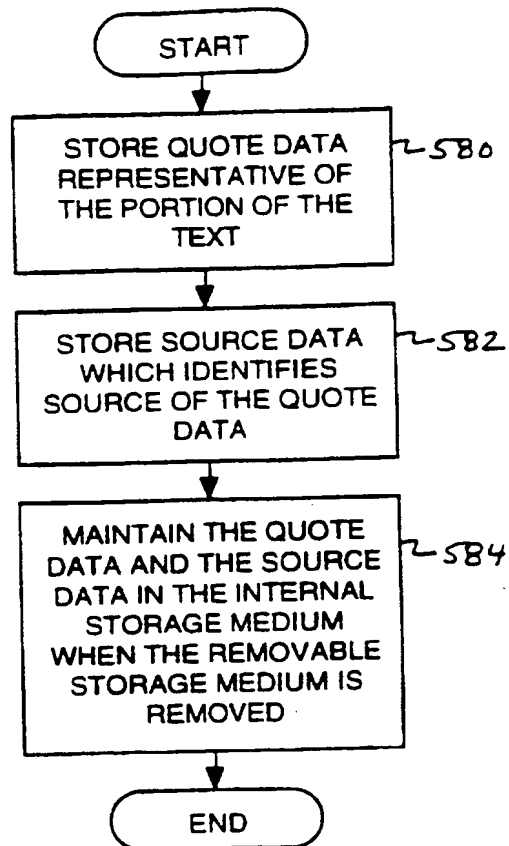 START
STORE QUOTE DATA
REPRESENTATIVE OF
THE PORTION OF THE
TEXT
580
STORE SOURCE DATA
WHICH IDENTIFIES
SOURCE OF THE QUOTE
DATA
582
MAINTAIN THE QUOTE
DATA AND THE SOURCE
DATA IN THE INTERNAL
STORAGE MEDIUM
WHEN THE REMOVABLE
STORAGE MEDIUM IS
REMOVED
584
END